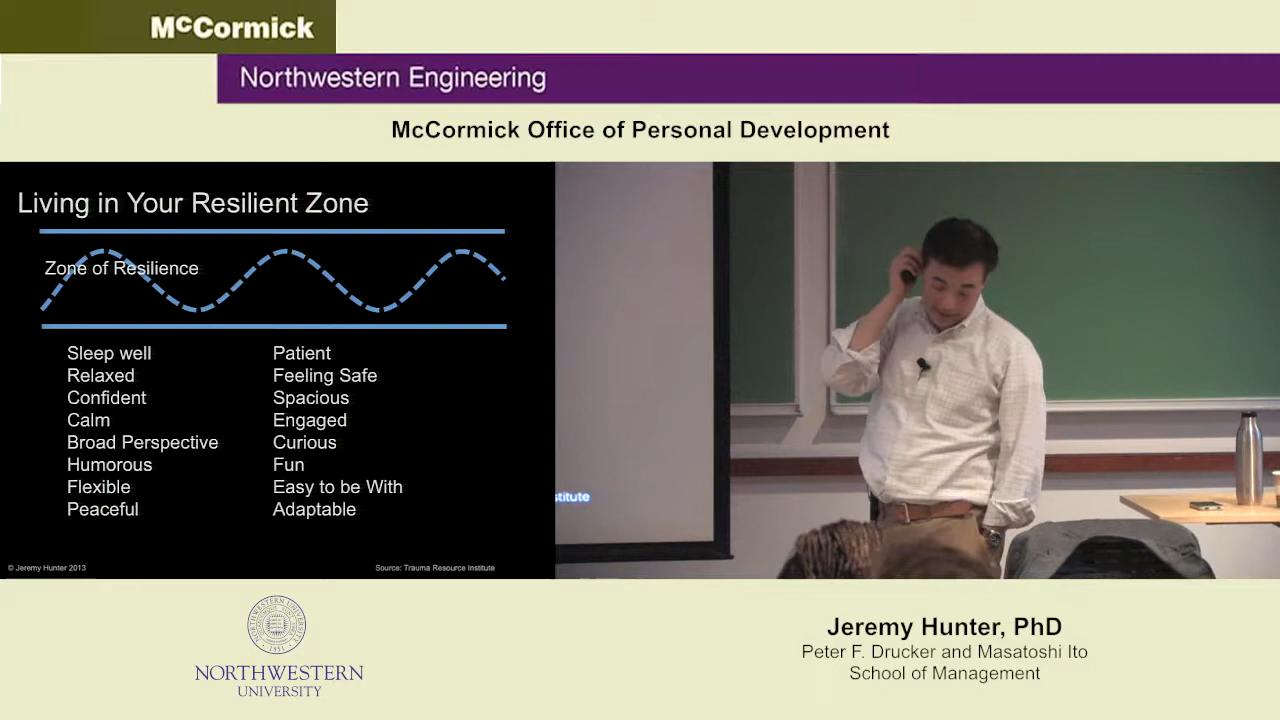 McCormick
Northwestern Engineering
McCormick Office of Personal Development
Living in Your Resilient Zone
Zone of Resilience
Sleep well
Relaxed
Confident
Calm
Broad Perspective
Humorous
Flexible
Peaceful
Patient
Feeling Safe
Spacious
Engaged
Curious
Fun
Easy to be With
Adaptable
© Jeremy Hunter 2013
Source: Trauma Resource Institute
stitute
NORTHWESTERN
UNIVERSITY
Jeremy Hunter, PhD
Peter F. Drucker and Masatoshi Ito
School of Management